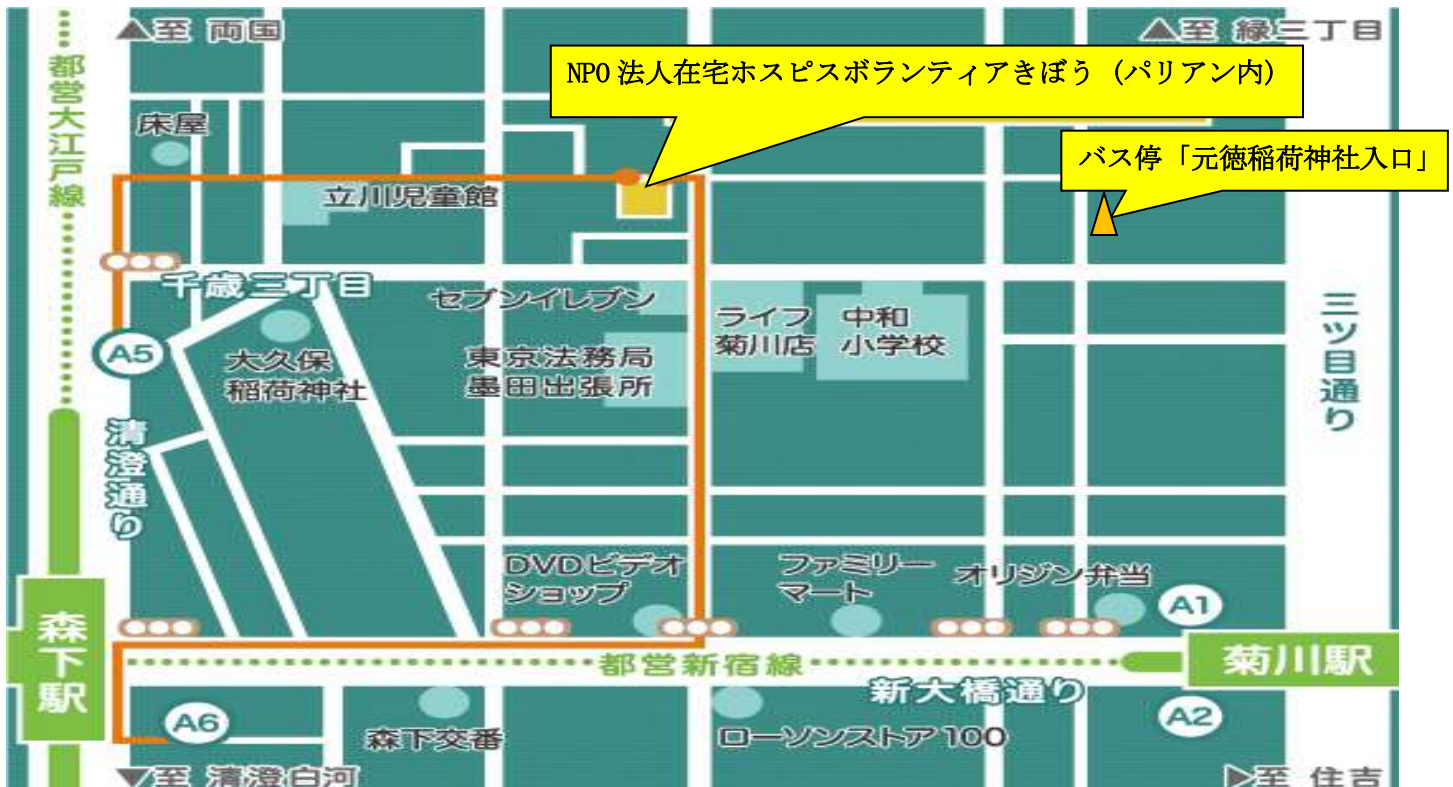 ▲至 両国
▲至 緑三丁目
NPO法人在宅ホスピスボランティアきぼう（パリアン内）
都営大江戸線
床屋
バス停「元徳稲荷神社入口」
立川児童館
千歳三丁目
セブンイレブン
ライフ
菊川店
中和
小学校
三ツ目通り
A5
大久保
稲荷神社
東京法務局
墨田出張所
清澄通り
DVDビデオ
ショップ
ファミリー
マート
オリジン弁当
A1
森下駅
都営新宿線
菊川駅
新大橋通り
A6
A2
森下交番
ローソンストア100
▼至 清澄白河
▶至 住吉